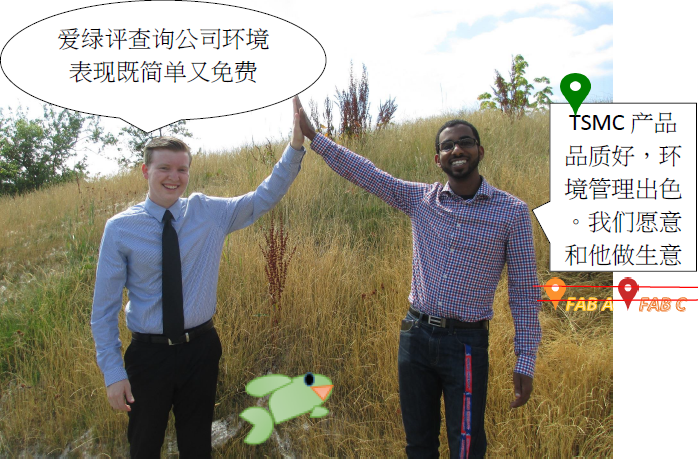 爱绿评查询公司环境
表现既简单又免费
TSMC 产品
品质好，环
境管理出色
。我们愿意
和他做生意
FAB A
FAB C